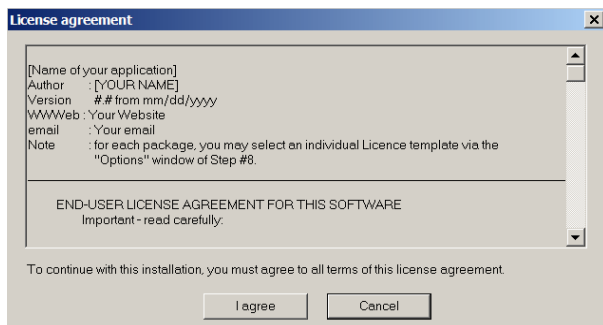 License agreement
[Name of your application]
Author : [YOUR NAME]
Version #.# from mm/dd/yyyy
WWWeb : Your Website
email : Your email
Note : for each package, you may select an individual Licence template via the
"Options" window of Step #8.
END-USER LICENSE AGREEMENT FOR THIS SOFTWARE
Important - read carefully:
To continue with this installation, you must agree to all terms of this license agreement.
I agree
Cancel